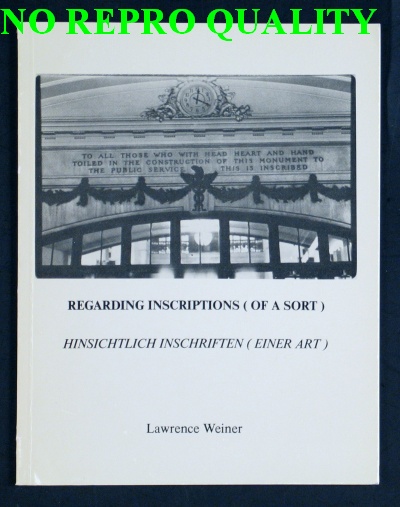 NO REPRO QUALITY
TO ALL THOSE WHO WITH HEAD HEART AND HAND
TOILED IN THE CONSTRUCTION OF THIS MONUMENT TO
THE PUBLIC SERVICE THIS IS INSCRIBED
REGARDING INSCRIPTIONS ( OF A SORT )
HINSICHTLICH INSCHRIFTEN ( EINER ART )
Lawrence Weiner